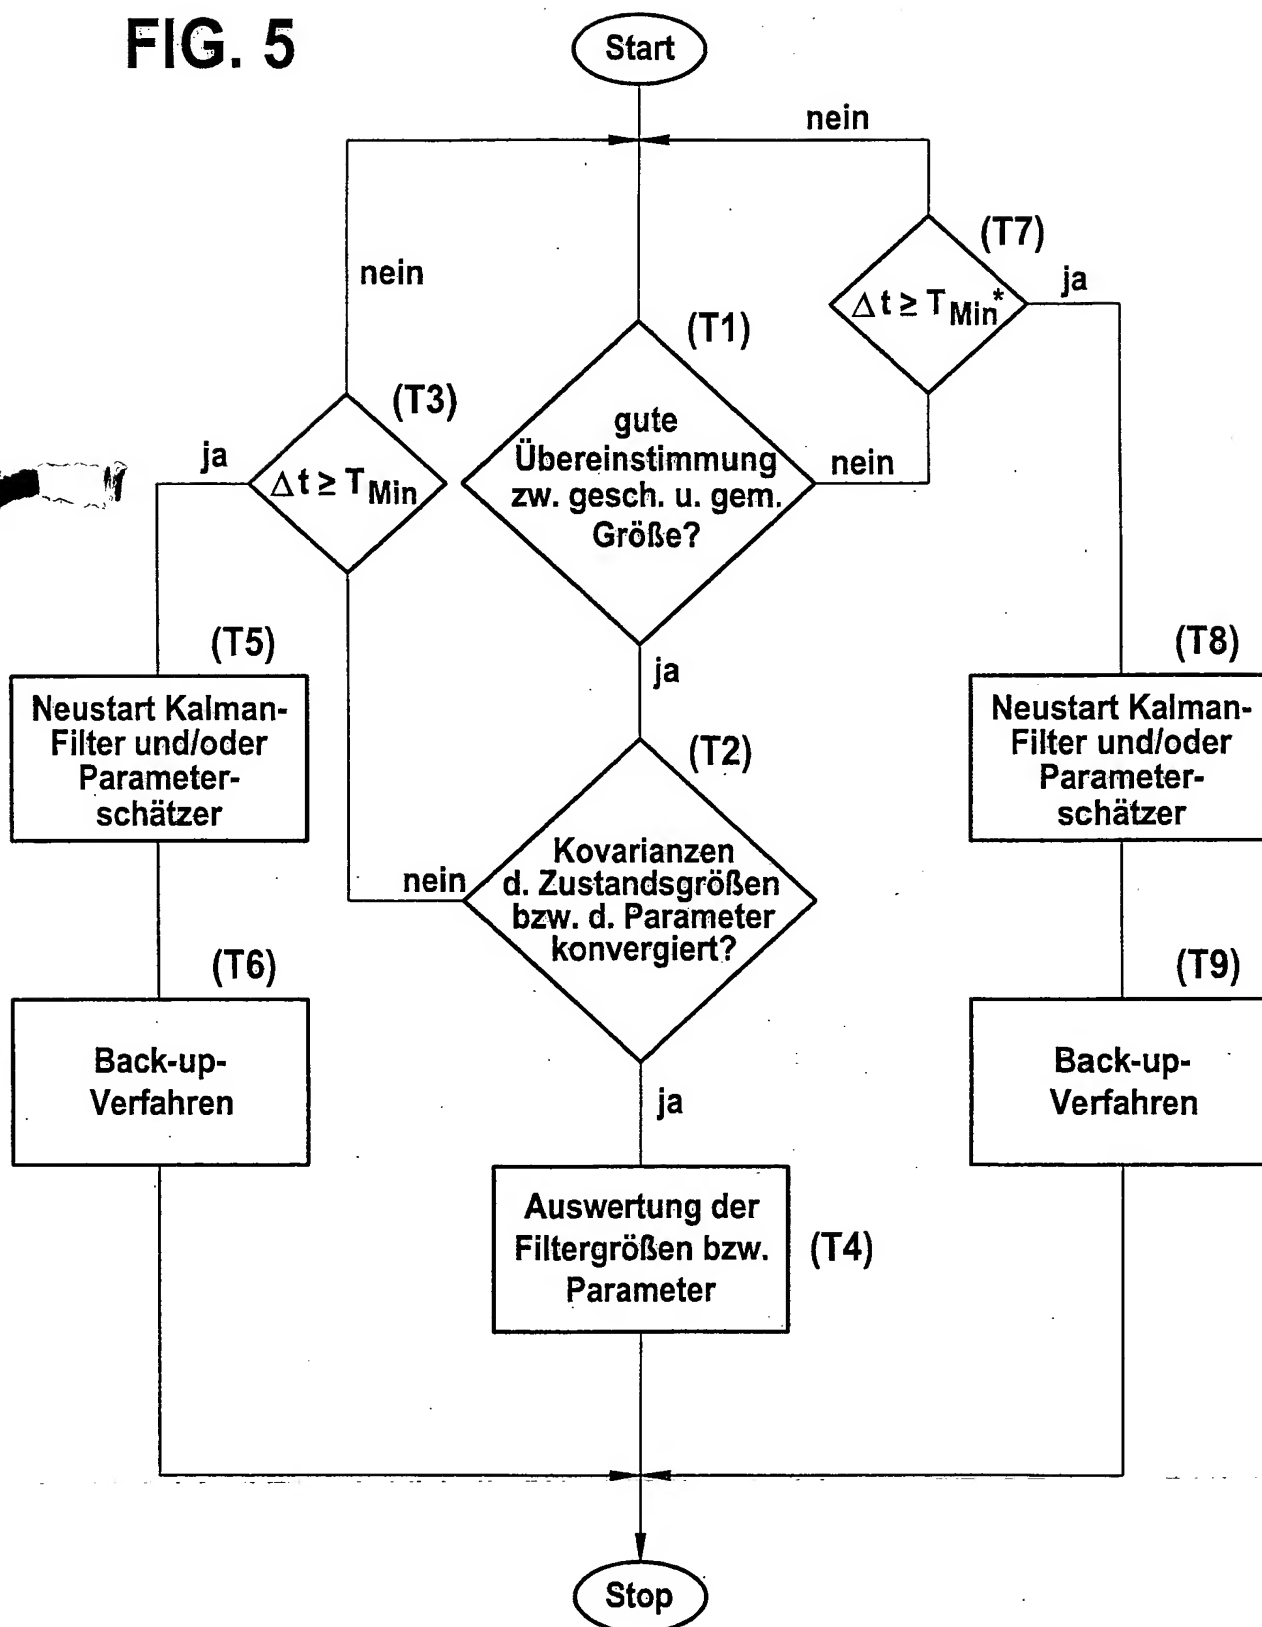 FIG. 5
Start
nein
(T7)
nein
ja
Δt ≥ T Min*
(T1)
(T3)
gute
Übereinstimmung
zw. gesch. u. gem.
Größe?
ja
nein
Δt ≥ T Min
(T5)
(T8)
ja
Neustart Kalman-
Filter und/oder
Parameter-
schätzer
Neustart Kalman-
Filter und/oder
Parameter-
schätzer
(T2)
Kovarianzen
d. Zustandsgrößen
bzw. d. Parameter
konvergiert?
nein
(T6)
(T9)
Back-up-
Verfahren
Back-up-
Verfahren
ja
Auswertung der
Filtergrößen bzw.
Parameter
(T4)
Stop